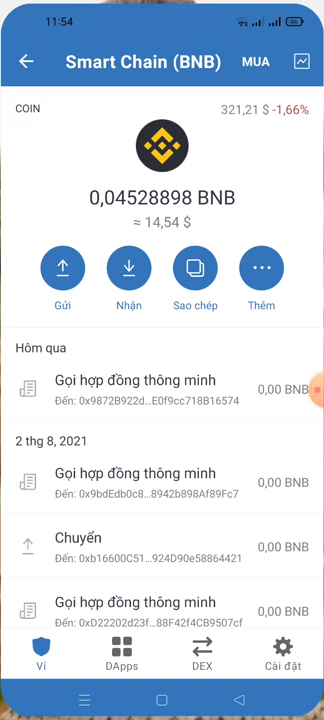 11:54
46
Smart Chain (BNB)
MUA
COIN
321,21 $ -1,66%
0,04528898 BNB
≈ 14,54 $
Gửi
Nhận
Sao chép
Thêm
Hôm qua
Gọi hợp đồng thông minh
0,00 BNB
Đến: 0x9872B922d...E0f9cc718B16574
2 thg 8, 2021
Gọi hợp đồng thông minh
0,00 BNB
Đến: 0x9bdEdb0c8...8942b898Af89Fc7
Chuyển
0,00 BNB
Đến: 0xb16600C51...924D90e58864421
Gọi hợp đồng thông minh
0,00 BNB
Đến: 0xD22202d23f...88F42f4CB9507cf
Ví
DApps
DEX
Cài đặt